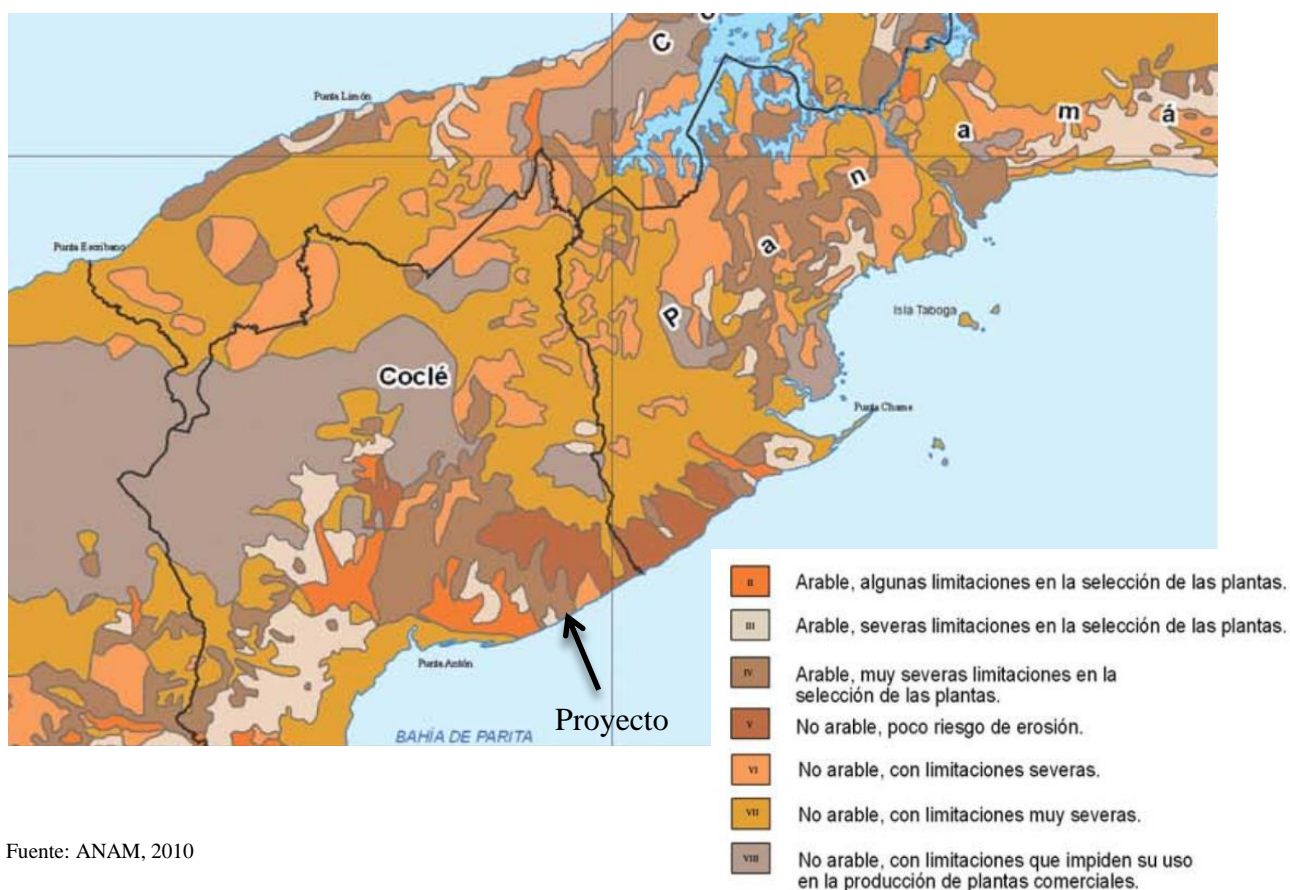 C
o
Punta Limón
P a n a m á
Punta Escribano
Isla Taboga
Coclé
Punta Chame
Punta Antón
Proyecto
BAHÍA DE PARITA
II Arable, algunas limitaciones en la selección de las plantas.
III Arable, severas limitaciones en la selección de las plantas.
IV Arable, muy severas limitaciones en la
selección de las plantas.
V No arable, poco riesgo de erosión.
VI No arable, con limitaciones severas.
VII No arable, con limitaciones muy severas.
VIII No arable, con limitaciones que impiden su uso
en la producción de plantas comerciales.
Fuente: ANAM, 2010